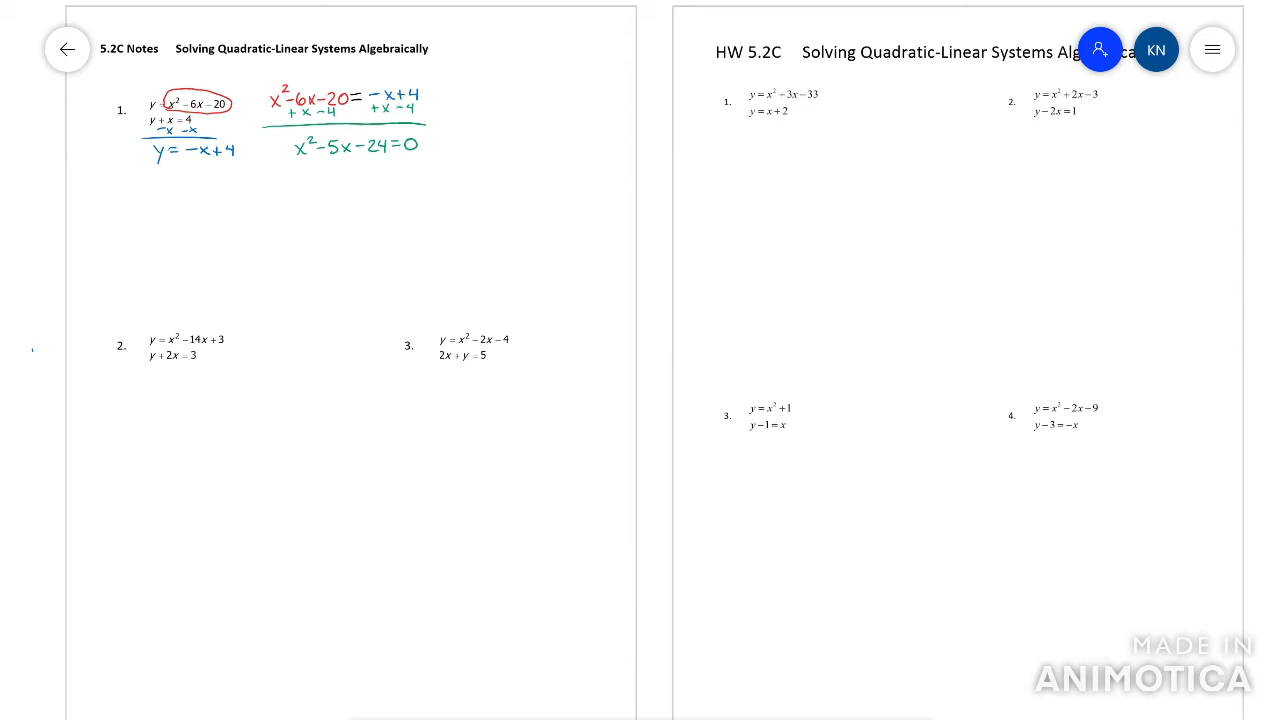 5.2C Notes Solving Quadratic-Linear Systems Algebraically
1. y = x² − 6x − 20
y + x = 4
−x −x
y = −x + 4
x² − 6x − 20 = −x + 4
+ x − 4 + x − 4
x² − 5x − 24 = 0
2. y = x² − 14x + 3
y + 2x = 3
3. y = x² − 2x − 4
2x + y = 5
HW 5.2C Solving Quadratic-Linear Systems
KN
1. y = x² + 3x − 33
y = x + 2
2. y = x² + 2x − 3
y − 2x = 1
3. y = x² + 1
y − 1 = x
4. y = x² − 2x − 9
y − 3 = −x
MADE IN
ANIMOTICA